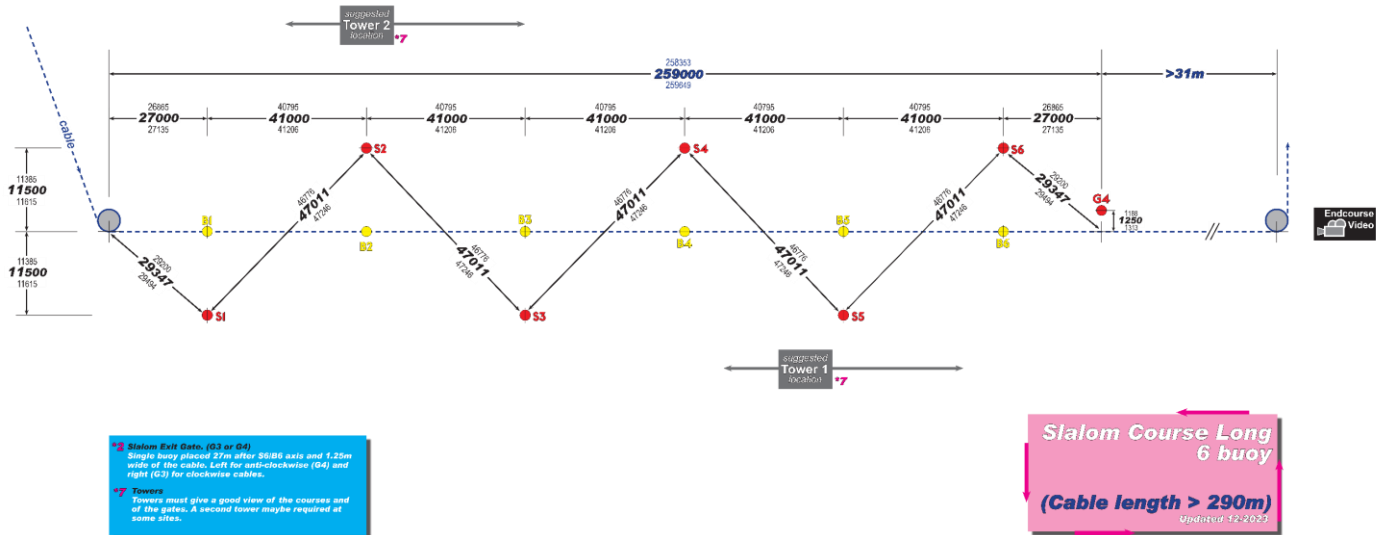 suggested
Tower 2
location
*7
258353
259000
259649
>31m
26865
27000
27135
40795
41000
41206
40795
41000
41206
40795
41000
41206
40795
41000
41206
40795
41000
41206
26865
27000
27135
cable
S2
S4
S6
11385
11500
11615
46776
47011
47246
46776
47011
47246
46776
47011
47246
46776
47011
47246
46776
47011
47246
29200
29347
29494
G4
1188
1250
1313
B1
B2
B3
B4
B5
B6
Endcourse
Video
11385
11500
11615
29200
29347
29494
S1
S3
S5
suggested
Tower 1
location
*7
*2 Slalom Exit Gate. (G3 or G4)
Single buoy placed 27m after S6/B6 axis and 1.25m
wide of the cable. Left for anti-clockwise (G4) and
right (G3) for clockwise cables.
*7 Towers
Towers must give a good view of the courses and
of the gates. A second tower maybe required at
some sites.
Slalom Course Long
6 buoy
(Cable length > 290m)
Updated 12-2023